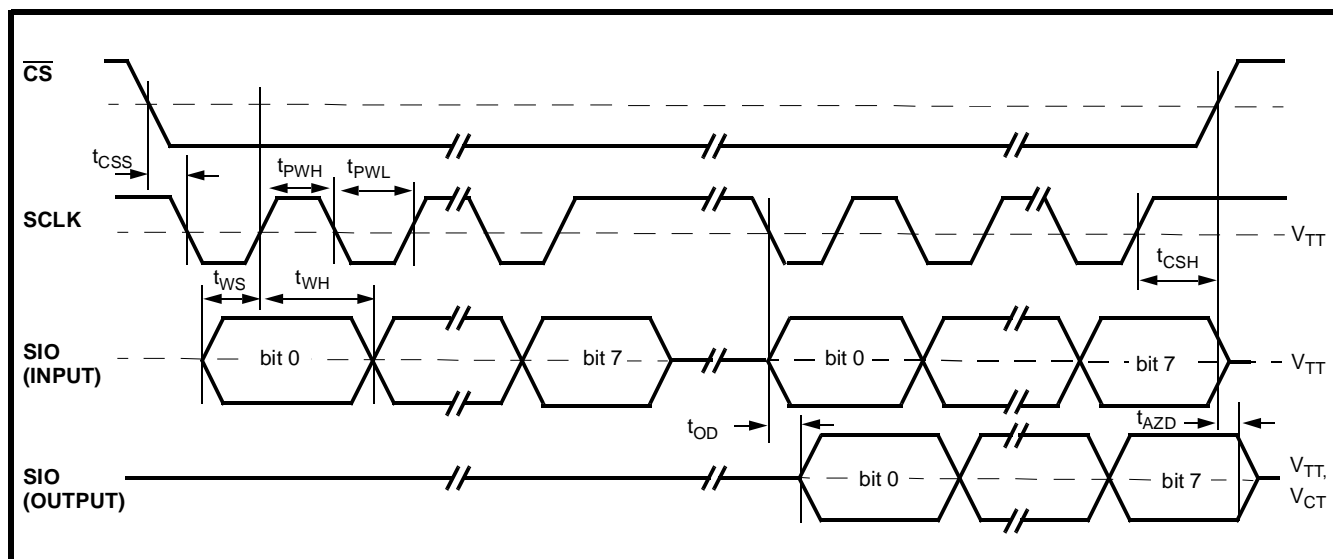 CS
tCSS
tPWH
tPWL
SCLK
VTT
tCSH
tWS
tWH
SIO
(INPUT)
bit 0
bit 7
bit 0
bit 7
VTT
tOD
tAZD
SIO
(OUTPUT)
bit 0
bit 7
VTT,
VCT